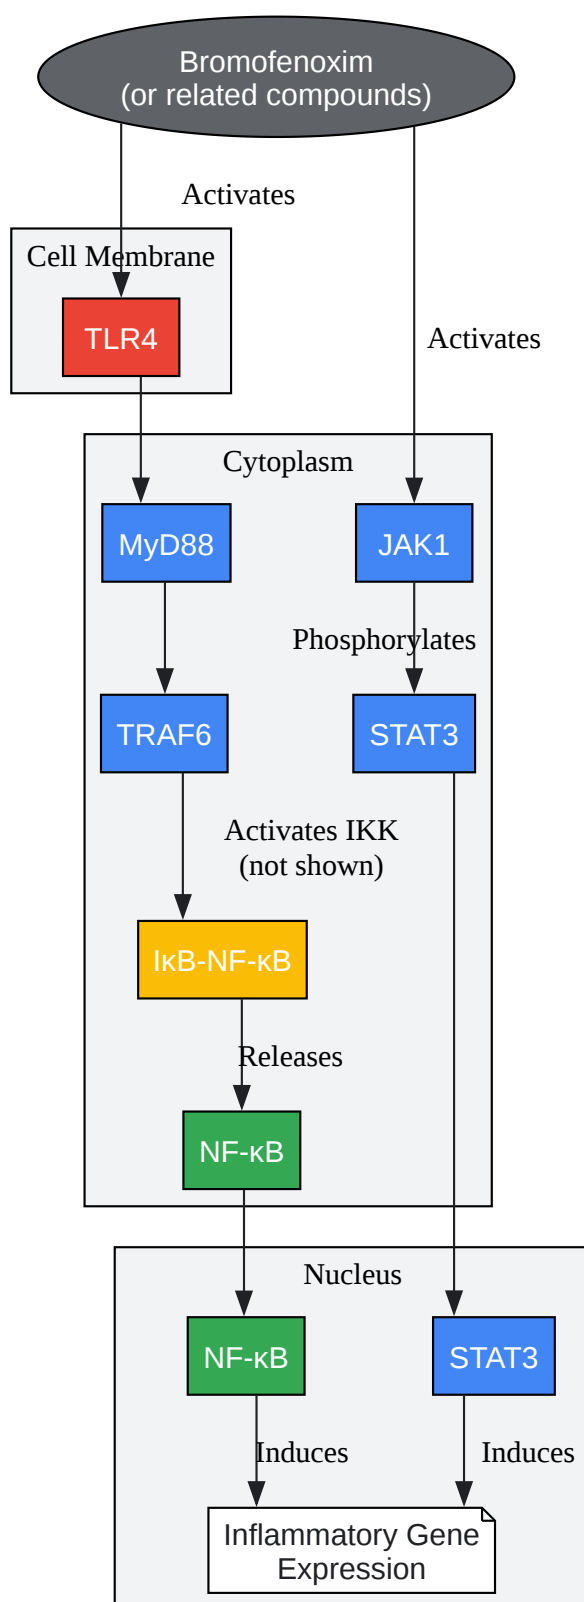 Bromofenoxim
(or related compounds)
Activates
Cell Membrane
TLR4
Activates
Cytoplasm
MyD88
JAK1
Phosphorylates
TRAF6
STAT3
Activates IKK
(not shown)
IκB-NF-κB
Releases
NF-κB
Nucleus
NF-κB
STAT3
Induces
Induces
Inflammatory Gene
Expression